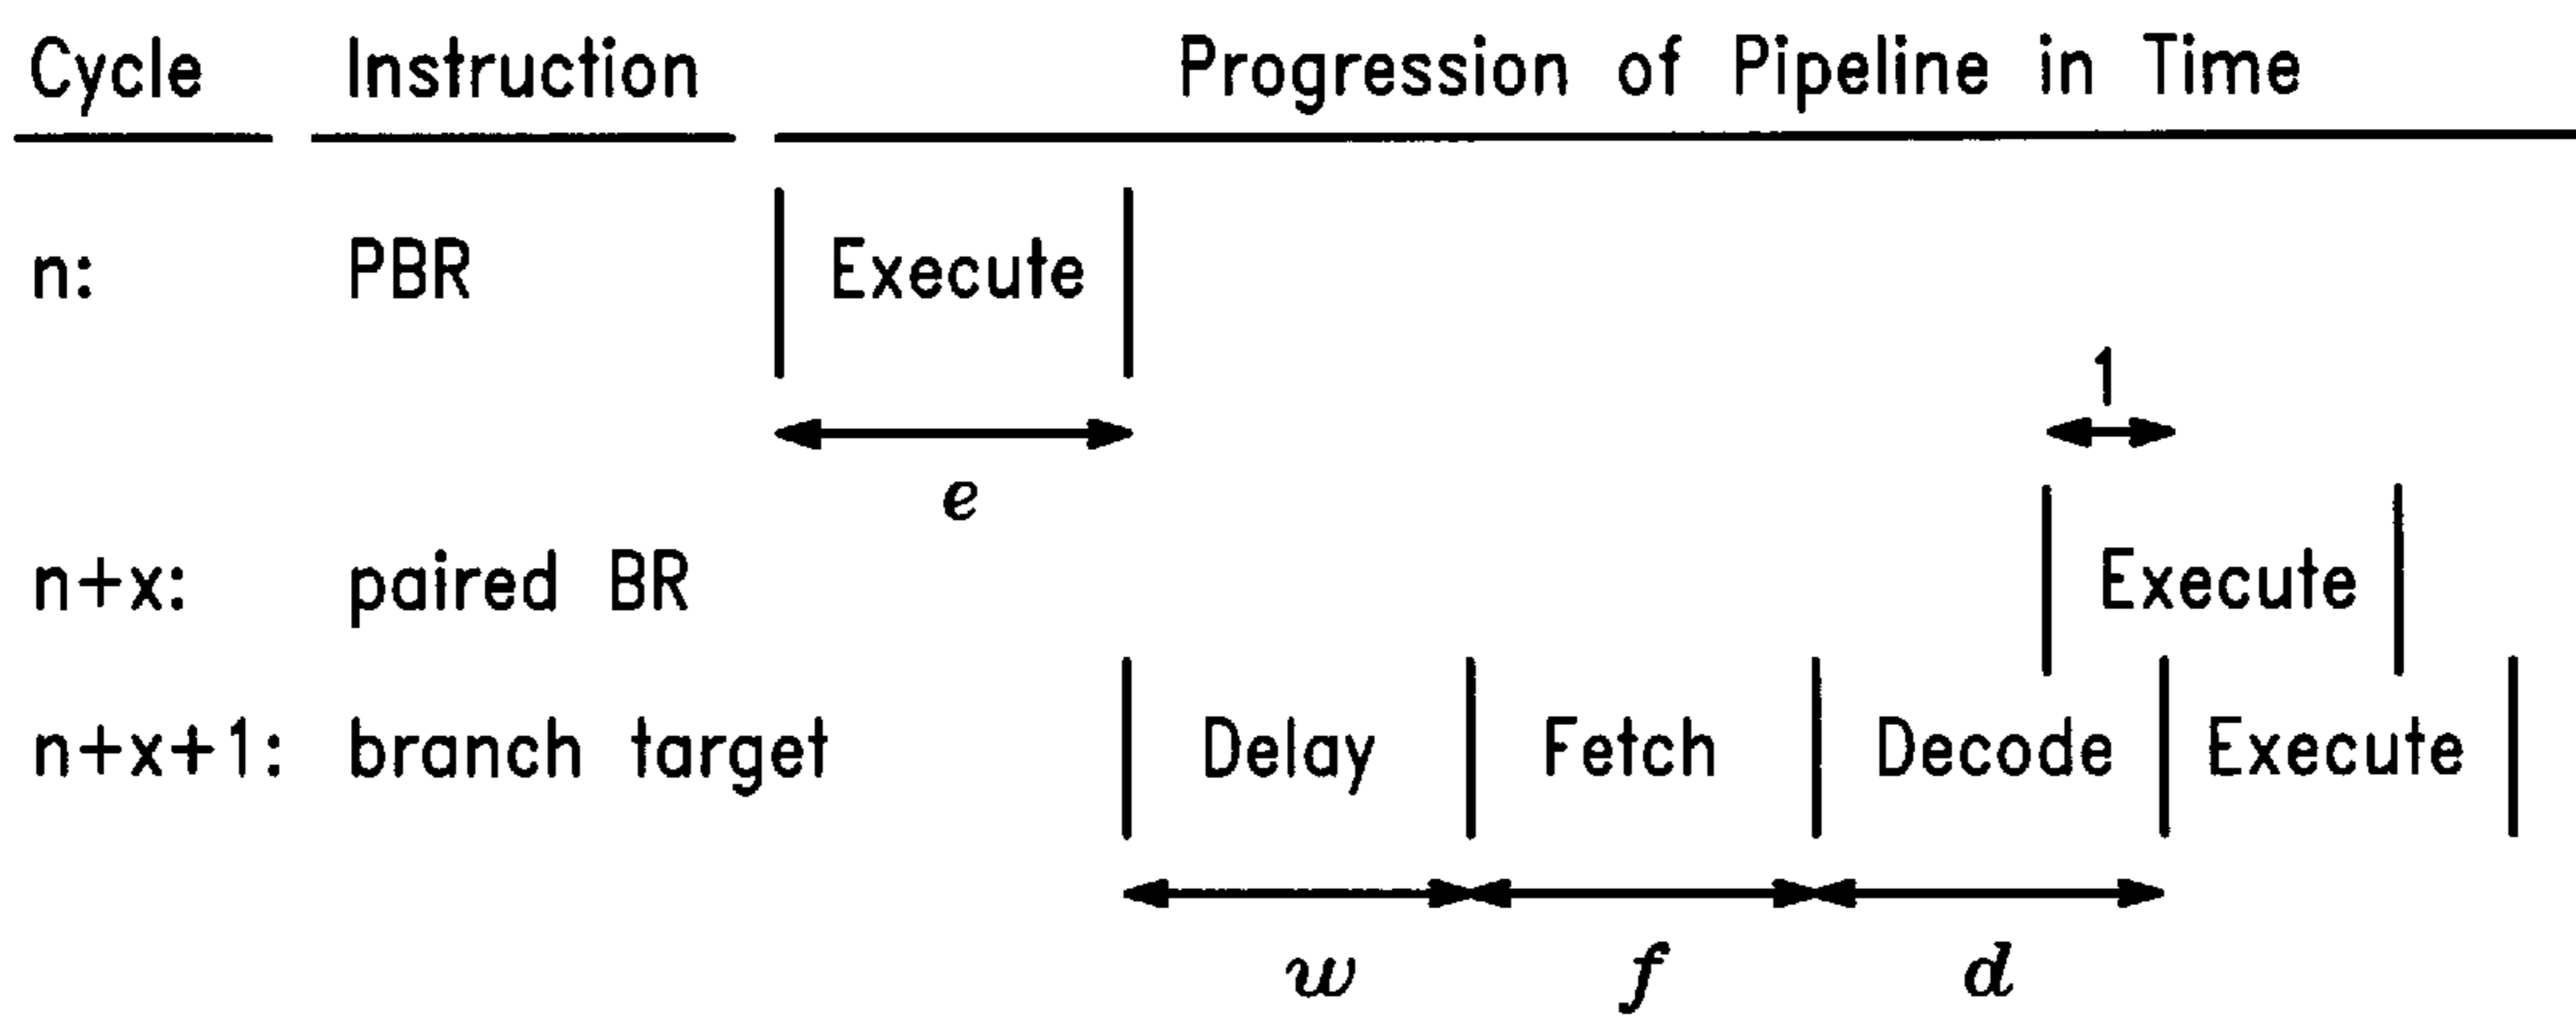 Cycle Instruction Progression of Pipeline in Time
n: PBR Execute
1
e
n+x: paired BR Execute
n+x+1: branch target Delay Fetch Decode Execute
w f d